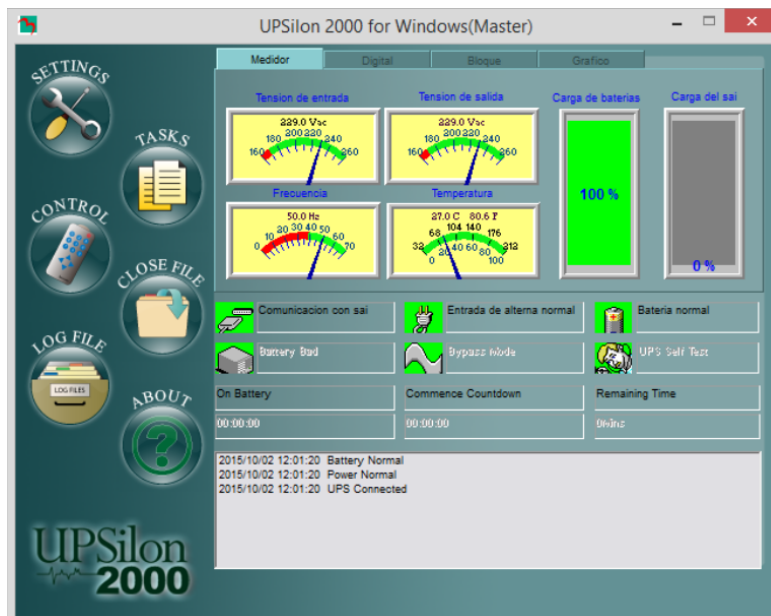 UPSilon 2000 for Windows(Master)
SETTINGS
TASKS
CONTROL
CLOSE FILE
LOG FILE
LOG FILES
ABOUT
UPSilon
2000
Medidor Digital Bloque Grafico
Tension de entrada Tension de salida Carga de baterias Carga del sai
229.0 Vac
160 180 200 220 240 260
229.0 Vac
160 180 200 220 240 260
Frecuencia Temperatura
50.0 Hz
0 10 20 30 40 50 60 70
27.0 C 80.6 F
32 68 104 140 176 212
0 20 40 60 80 100
100 %
0 %
Comunicacion con sai Entrada de alterna normal Bateria normal
Battery Bad Bypass Mode UPS Self Test
On Battery Commence Countdown Remaining Time
00:00:00 00:00:00 0Mins
2015/10/02 12:01:20 Battery Normal
2015/10/02 12:01:20 Power Normal
2015/10/02 12:01:20 UPS Connected